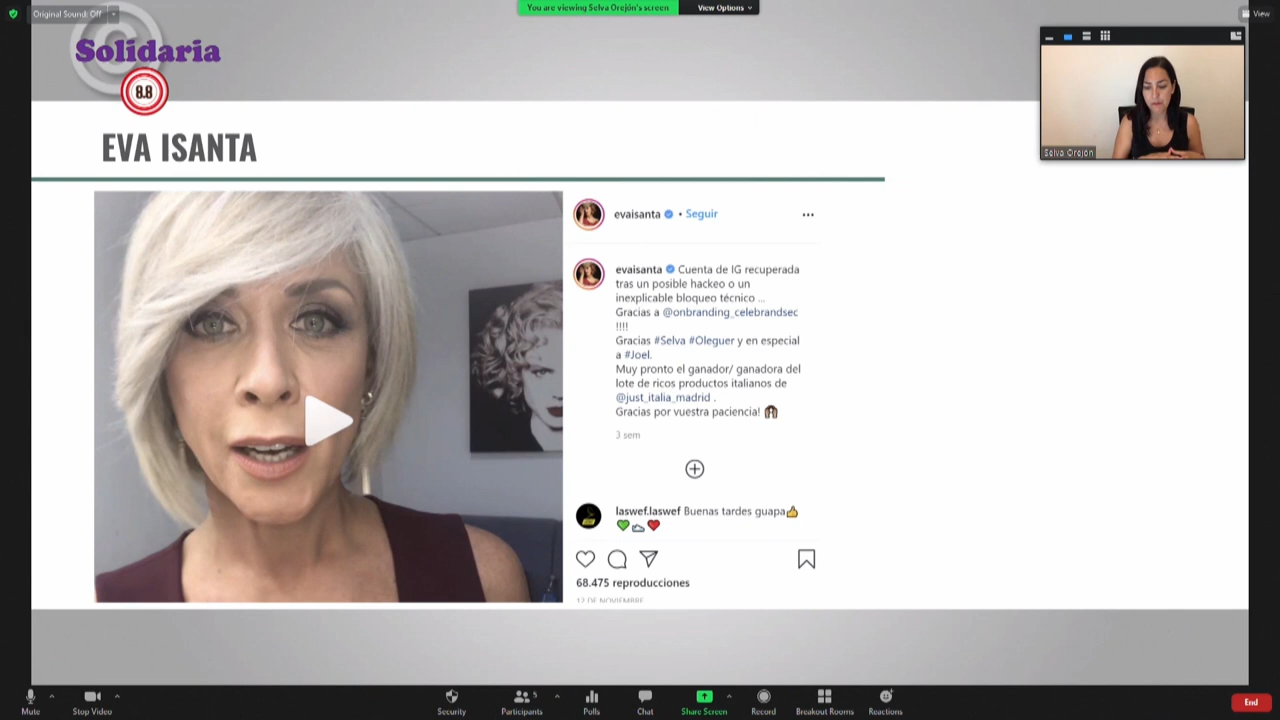 Original Sound: Off
You are viewing Selva Orejón's screen
View Options
View
Solidaria
8.8
EVA ISANTA
Selva Orejón
evaisanta • Seguir
evaisanta Cuenta de IG recuperada
tras un posible hackeo o un
inexplicable bloqueo técnico ...
Gracias a @onbranding_celebrandsec
!!!!
Gracias #Selva #Oleguer y en especial
a #Joel.
Muy pronto el ganador/ ganadora del
lote de ricos productos italianos de
@just_italia_madrid .
Gracias por vuestra paciencia!
3 sem
laswef.laswef Buenas tardes guapa
68.475 reproducciones
12 DE NOVIEMBRE
Mute
Stop Video
Security
Participants
5
Polls
Chat
Share Screen
Record
Breakout Rooms
Reactions
End